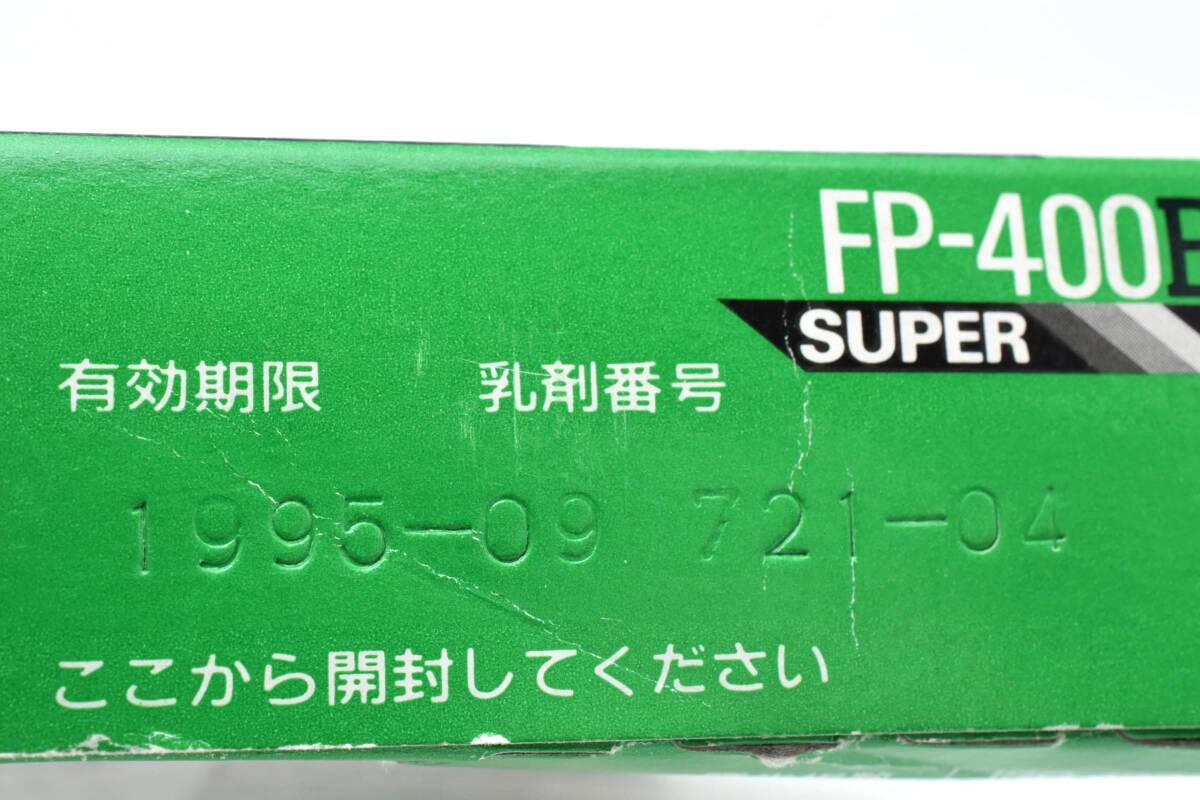 FP-400B
SUPER
有効期限 乳剤番号
1995-09 721-04
ここから開封してください